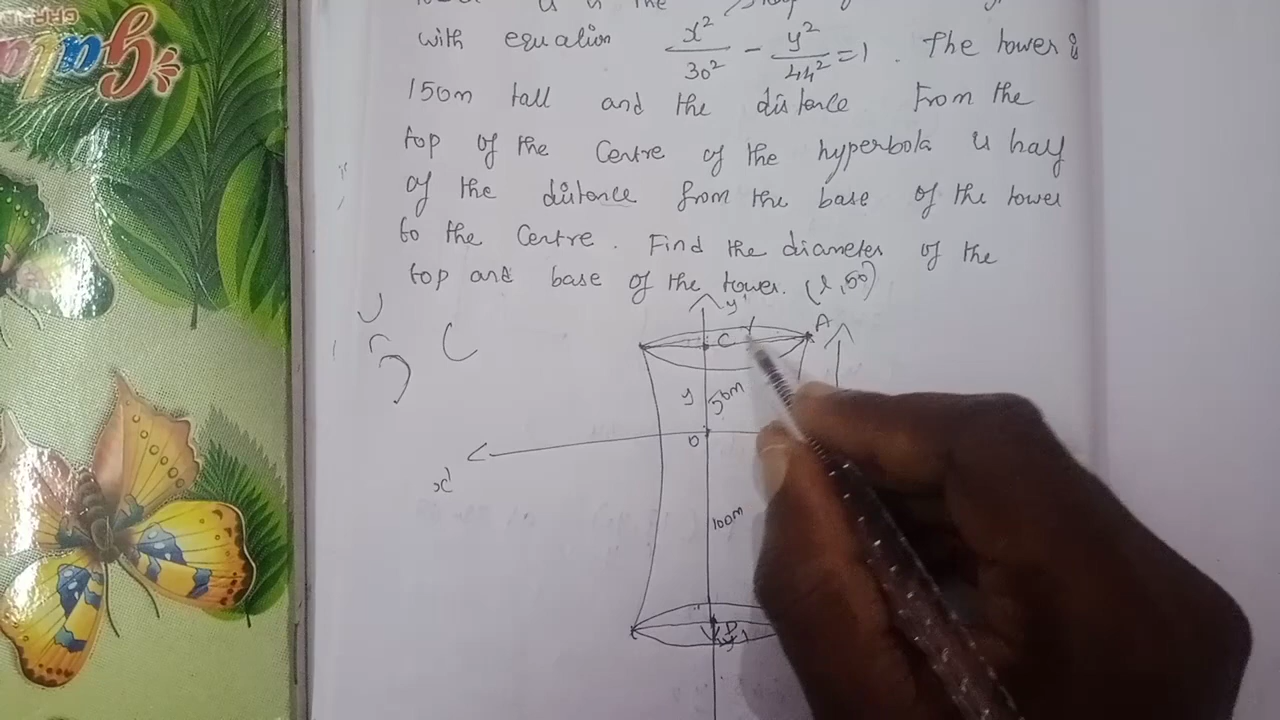 with equation x²/30² - y²/44² = 1. The tower is
150m tall and the distence From the
top of the Centre of the hyperbola is half
of the distence from the base of the tower
to the Centre. Find the diameter of the
top and base of the tower. (x,50)
y'
C
A
y
50m
O
x'
100m
D
y'